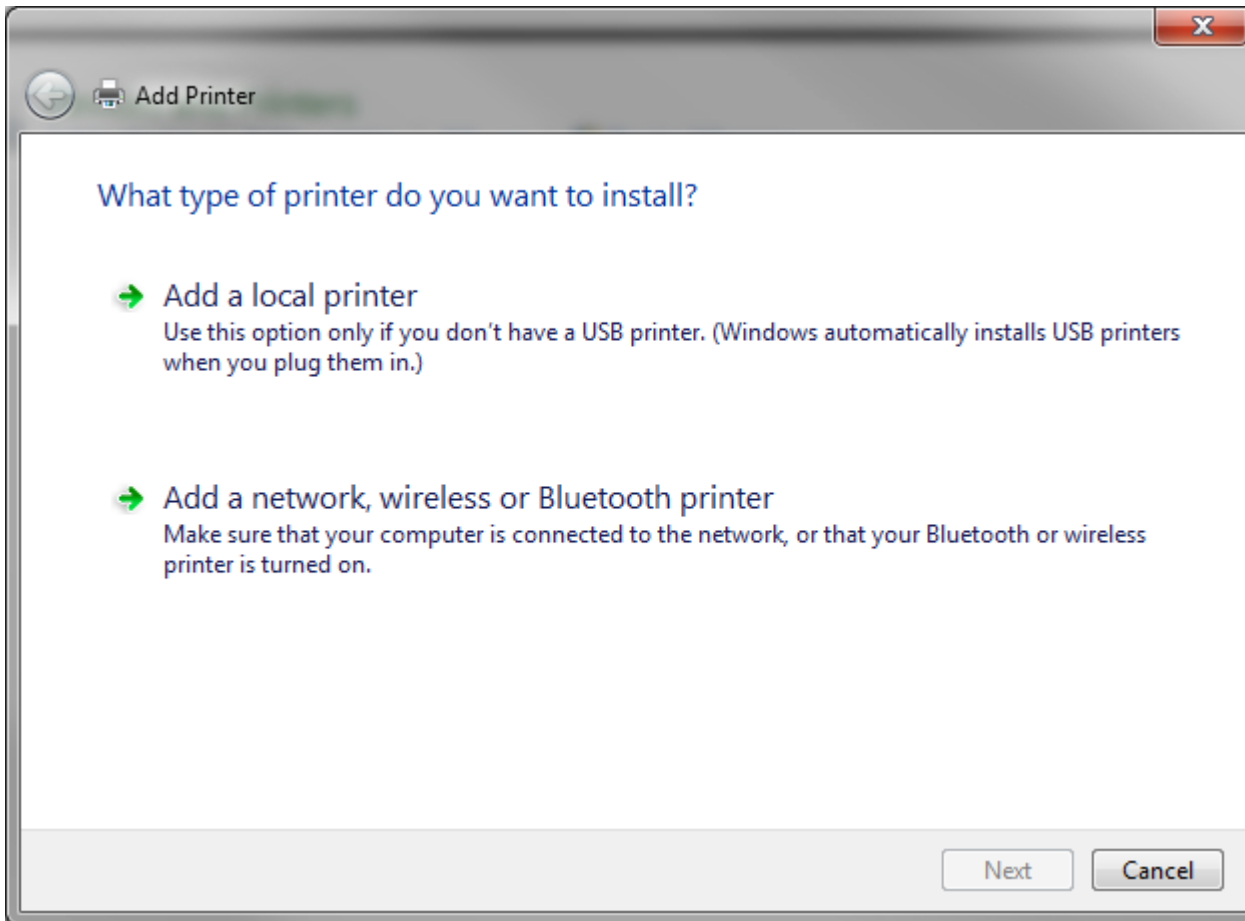 Add Printer
What type of printer do you want to install?
Add a local printer
Use this option only if you don't have a USB printer. (Windows automatically installs USB printers
when you plug them in.)
Add a network, wireless or Bluetooth printer
Make sure that your computer is connected to the network, or that your Bluetooth or wireless
printer is turned on.
Next
Cancel